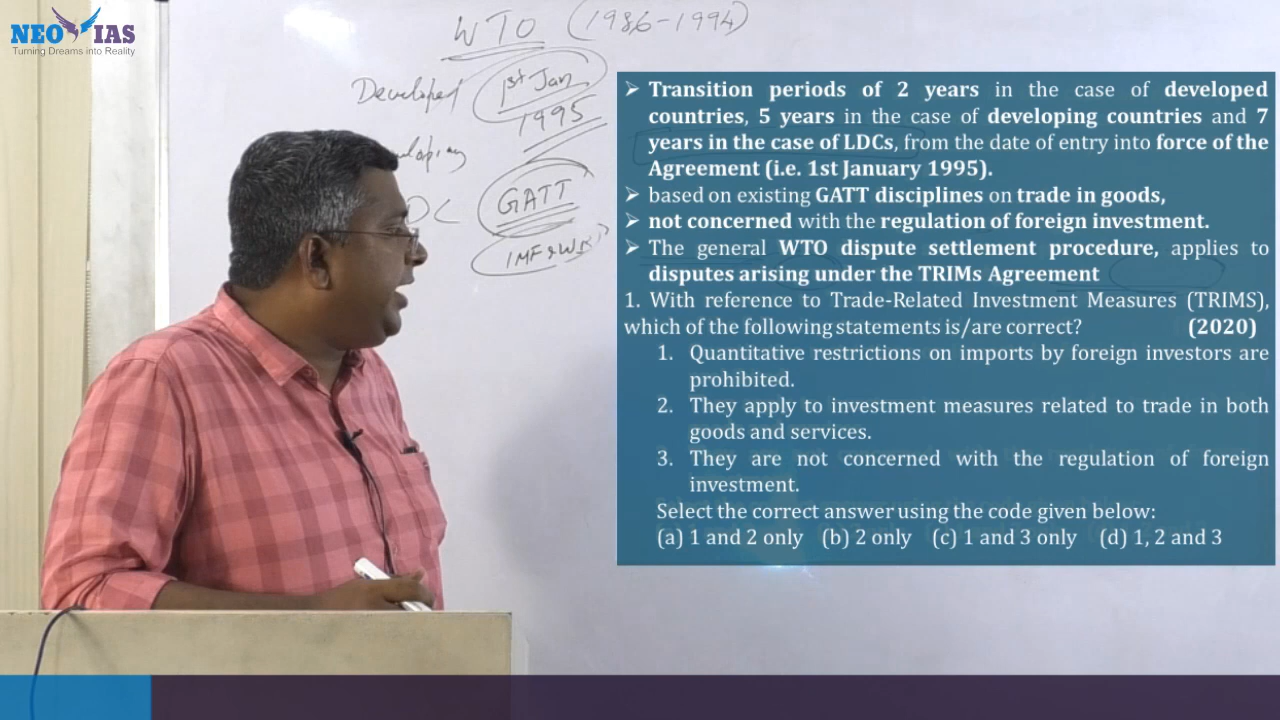 NEO IAS
Turning Dreams into Reality
WTO (1986-1994)
Developed 1st Jan
1995
GATT
➢ Transition periods of 2 years in the case of developed
countries, 5 years in the case of developing countries and 7
years in the case of LDCs, from the date of entry into force of the
Agreement (i.e. 1st January 1995).
➢ based on existing GATT disciplines on trade in goods,
➢ not concerned with the regulation of foreign investment.
➢ The general WTO dispute settlement procedure, applies to
disputes arising under the TRIMs Agreement
1. With reference to Trade-Related Investment Measures (TRIMS),
which of the following statements is/are correct? (2020)
1. Quantitative restrictions on imports by foreign investors are
prohibited.
2. They apply to investment measures related to trade in both
goods and services.
3. They are not concerned with the regulation of foreign
investment.
Select the correct answer using the code given below:
(a) 1 and 2 only (b) 2 only (c) 1 and 3 only (d) 1, 2 and 3